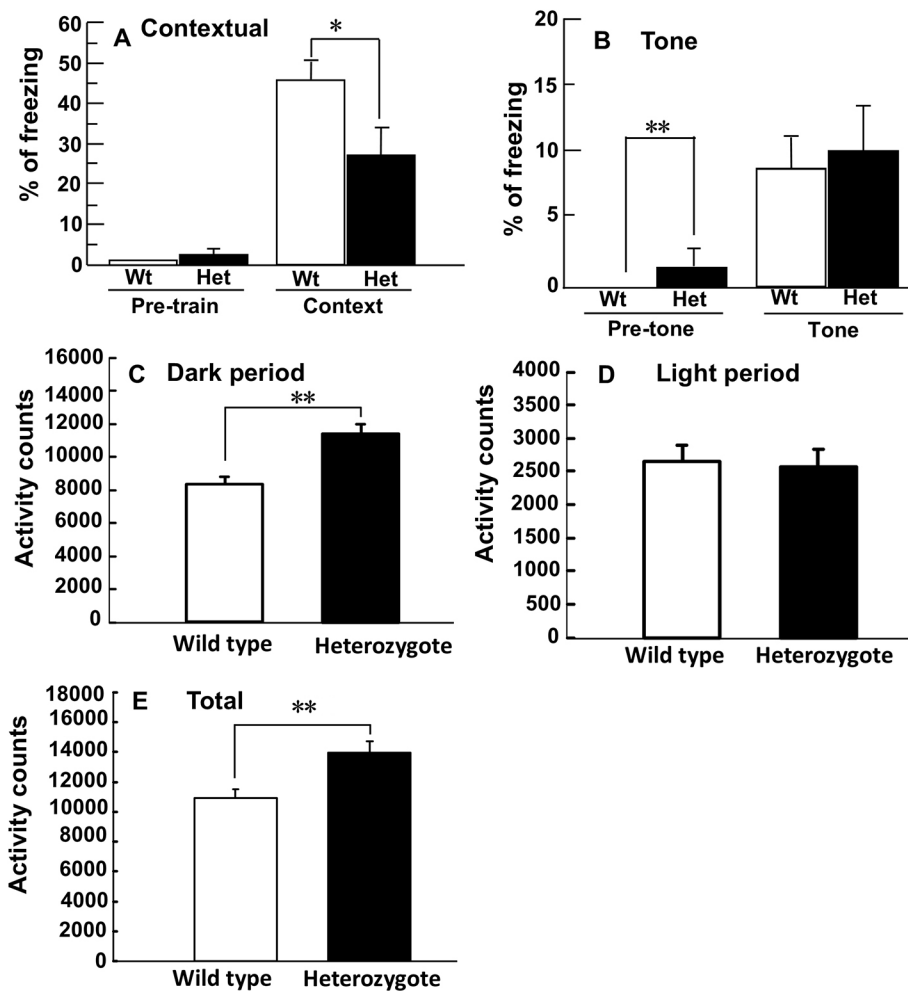 A Contextual
% of freezing
60
50
40
30
20
10
0
*
Wt Het Wt Het
Pre-train Context
B Tone
% of freezing
20
15
10
5
0
**
Wt Het Wt Het
Pre-tone Tone
C Dark period
Activity counts
16000
14000
12000
10000
8000
6000
4000
2000
0
**
Wild type Heterozygote
D Light period
Activity counts
4000
3500
3000
2500
2000
1500
1000
500
0
Wild type Heterozygote
E Total
Activity counts
18000
16000
14000
12000
10000
8000
6000
4000
2000
0
**
Wild type Heterozygote